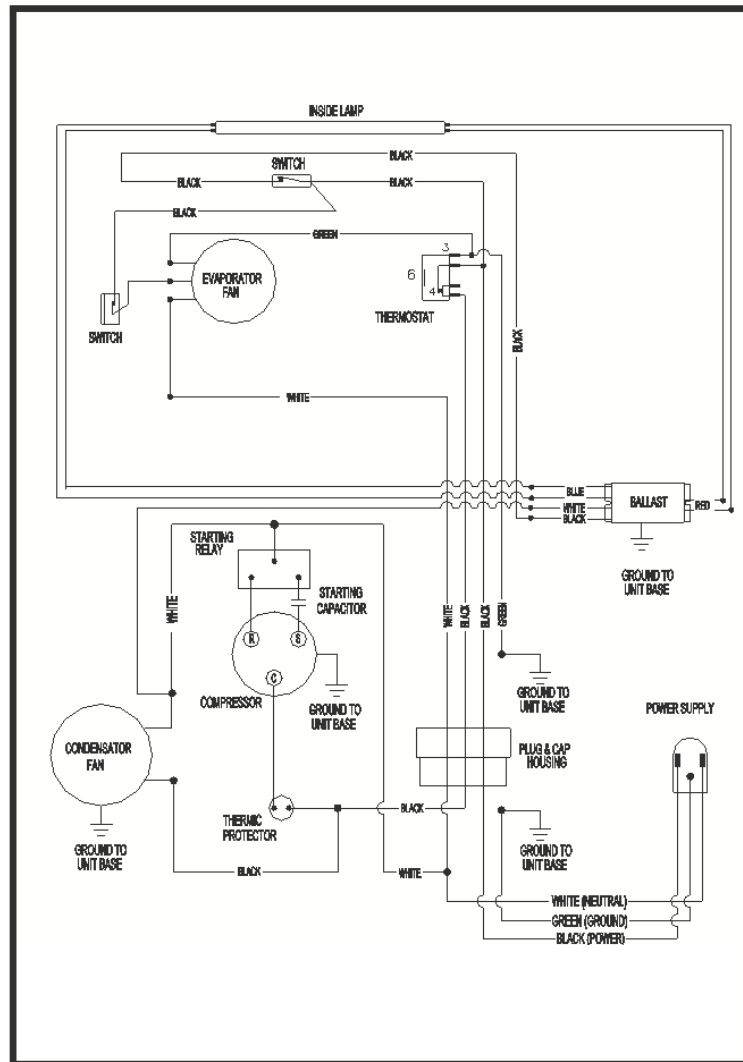 INSIDE LAMP
BLACK
SWITCH
BLACK
BLACK
BLACK
GREEN
3
EVAPORATOR
FAN
6
4
THERMOSTAT
SWITCH
BLACK
WHITE
BLUE
WHITE
BLACK
BALLAST
RED
STARTING
RELAY
GROUND TO
UNIT BASE
STARTING
CAPACITOR
WHITE
WHITE
BLACK
BLACK
GREEN
R
S
C
COMPRESSOR
GROUND TO
UNIT BASE
GROUND TO
UNIT BASE
POWER SUPPLY
CONDENSATOR
FAN
PLUG & CAP
HOUSING
THERMIC
PROTECTOR
BLACK
GROUND TO
UNIT BASE
GROUND TO
UNIT BASE
BLACK
WHITE
WHITE (NEUTRAL)
GREEN (GROUND)
BLACK (POWER)